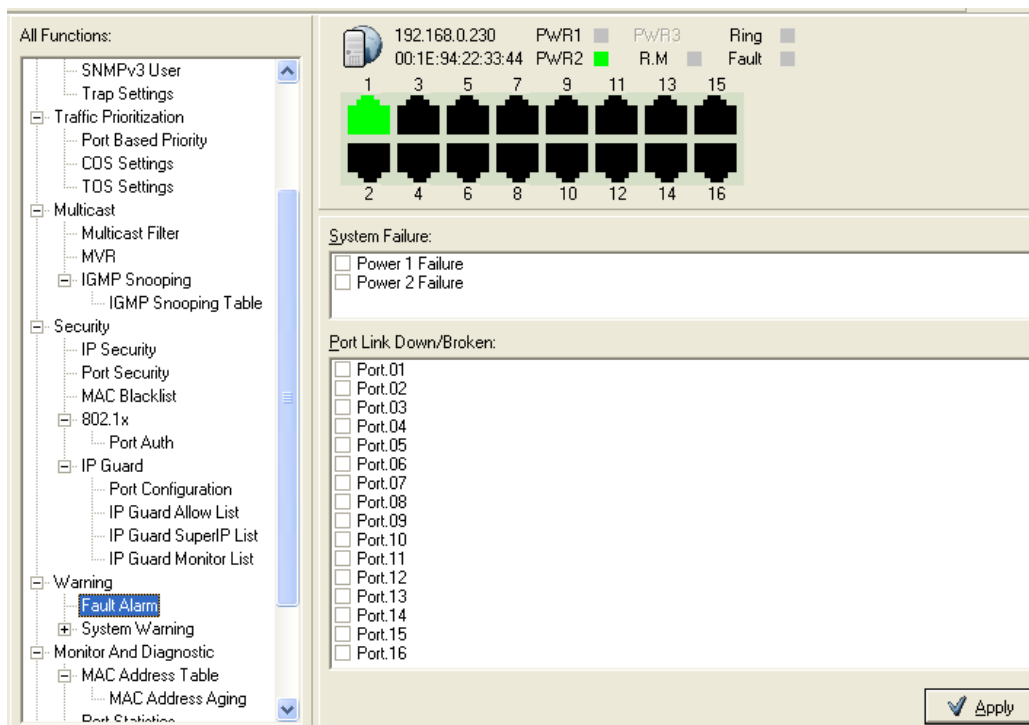 All Functions:
SNMPv3 User
Trap Settings
Traffic Prioritization
Port Based Priority
COS Settings
TOS Settings
Multicast
Multicast Filter
MVR
IGMP Snooping
IGMP Snooping Table
Security
IP Security
Port Security
MAC Blacklist
802.1x
Port Auth
IP Guard
Port Configuration
IP Guard Allow List
IP Guard SuperIP List
IP Guard Monitor List
Warning
Fault Alarm
System Warning
Monitor And Diagnostic
MAC Address Table
MAC Address Aging
Port Statistics
192.168.0.230 PWR1 PWR3 Ring
00:1E:94:22:33:44 PWR2 R.M Fault
1 3 5 7 9 11 13 15
2 4 6 8 10 12 14 16
System Failure:
Power 1 Failure
Power 2 Failure
Port Link Down/Broken:
Port.01
Port.02
Port.03
Port.04
Port.05
Port.06
Port.07
Port.08
Port.09
Port.10
Port.11
Port.12
Port.13
Port.14
Port.15
Port.16
Apply